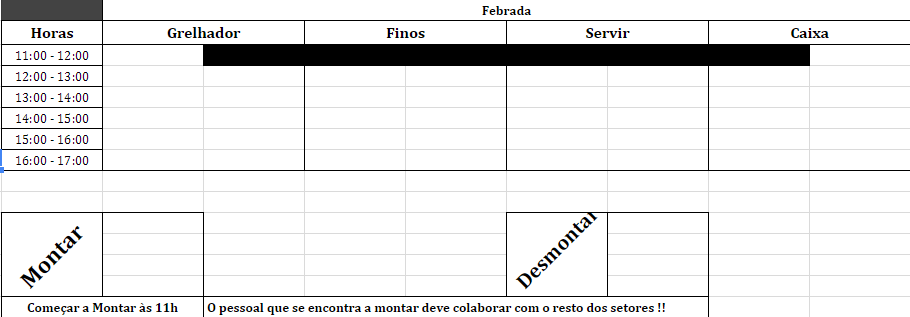 Febrada
Horas Grelhador Finos Servir Caixa
11:00 - 12:00
12:00 - 13:00
13:00 - 14:00
14:00 - 15:00
15:00 - 16:00
16:00 - 17:00
Montar
Desmontar
Começar a Montar às 11h O pessoal que se encontra a montar deve colaborar com o resto dos setores !!